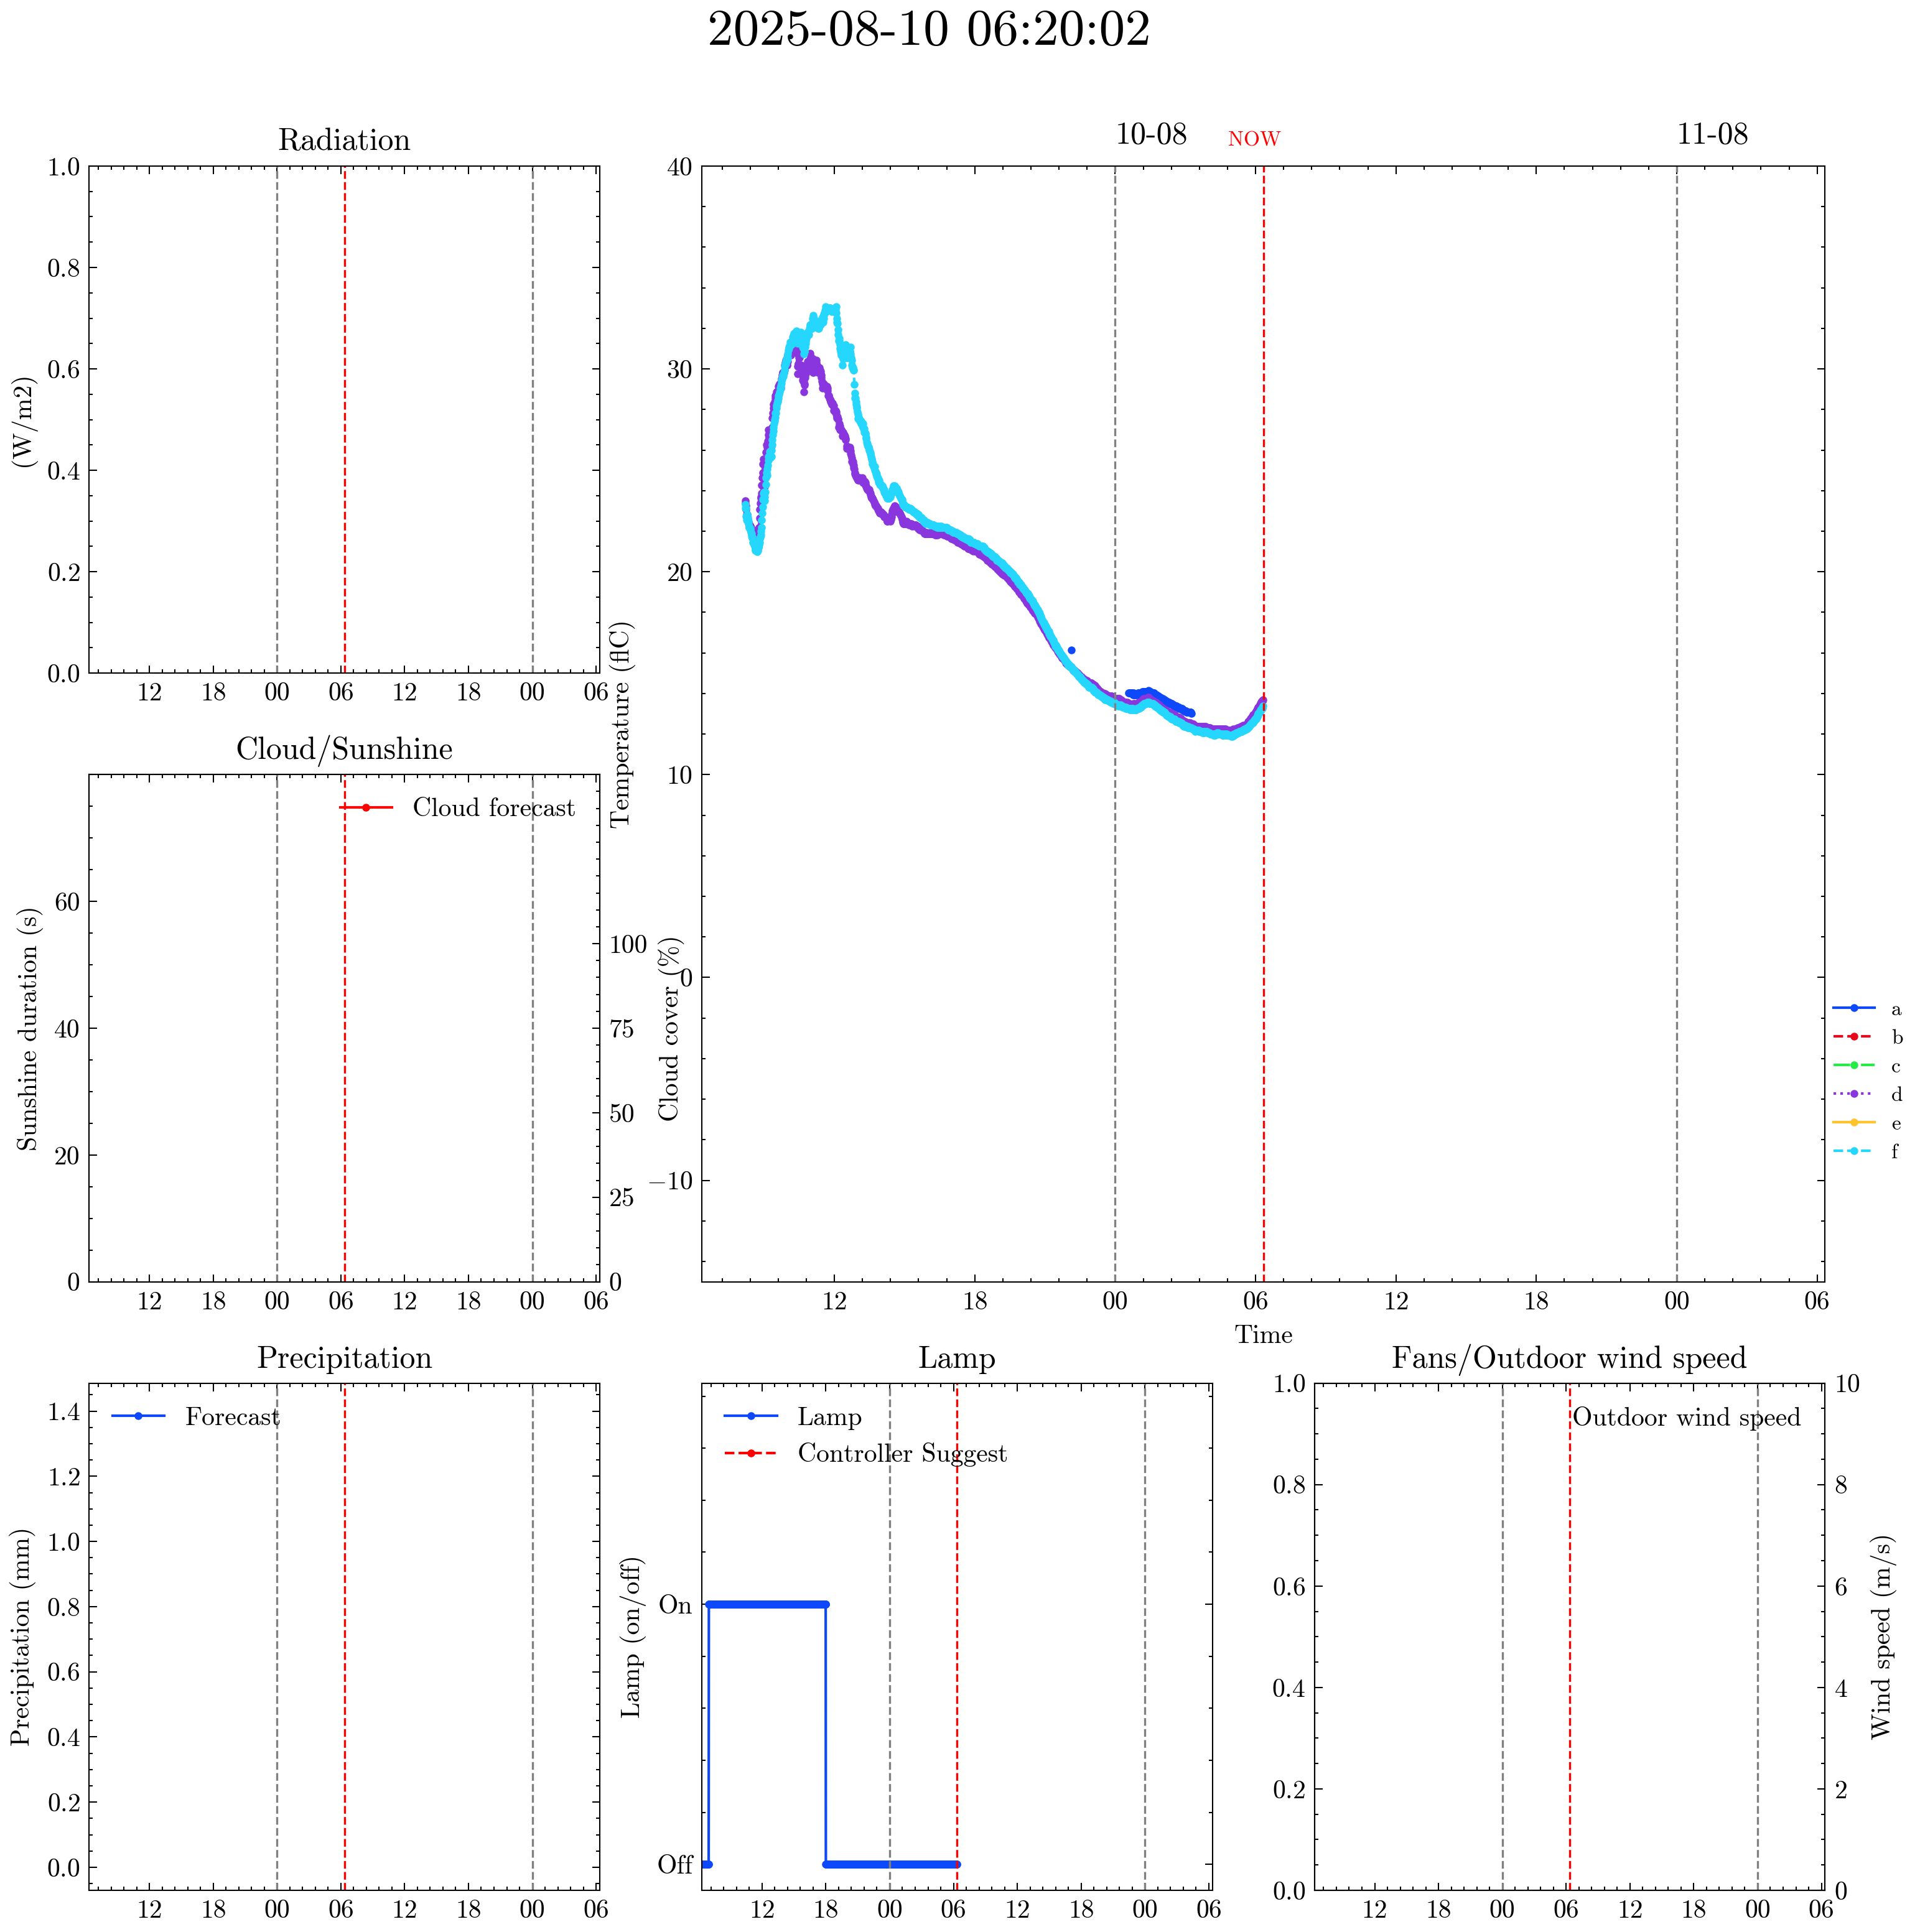 2025-08-10 06:20:02
Radiation
(W/m2)
1.0
0.8
0.6
0.4
0.2
0.0
12 18 00 06 12 18 00 06
10-08
NOW
11-08
Temperature (flC)
40
30
20
10
0
−10
12 18 00 06 12 18 00 06
Time
a
b
c
d
e
f
Cloud/Sunshine
Cloud forecast
Sunshine duration (s)
60
40
20
0
Cloud cover (%)
100
75
50
25
0
12 18 00 06 12 18 00 06
Precipitation
Forecast
Precipitation (mm)
1.4
1.2
1.0
0.8
0.6
0.4
0.2
0.0
12 18 00 06 12 18 00 06
Lamp
Lamp
Controller Suggest
Lamp (on/off)
On
Off
12 18 00 06 12 18 00 06
Fans/Outdoor wind speed
Outdoor wind speed
1.0
0.8
0.6
0.4
0.2
0.0
10
8
6
4
2
0
Wind speed (m/s)
12 18 00 06 12 18 00 06